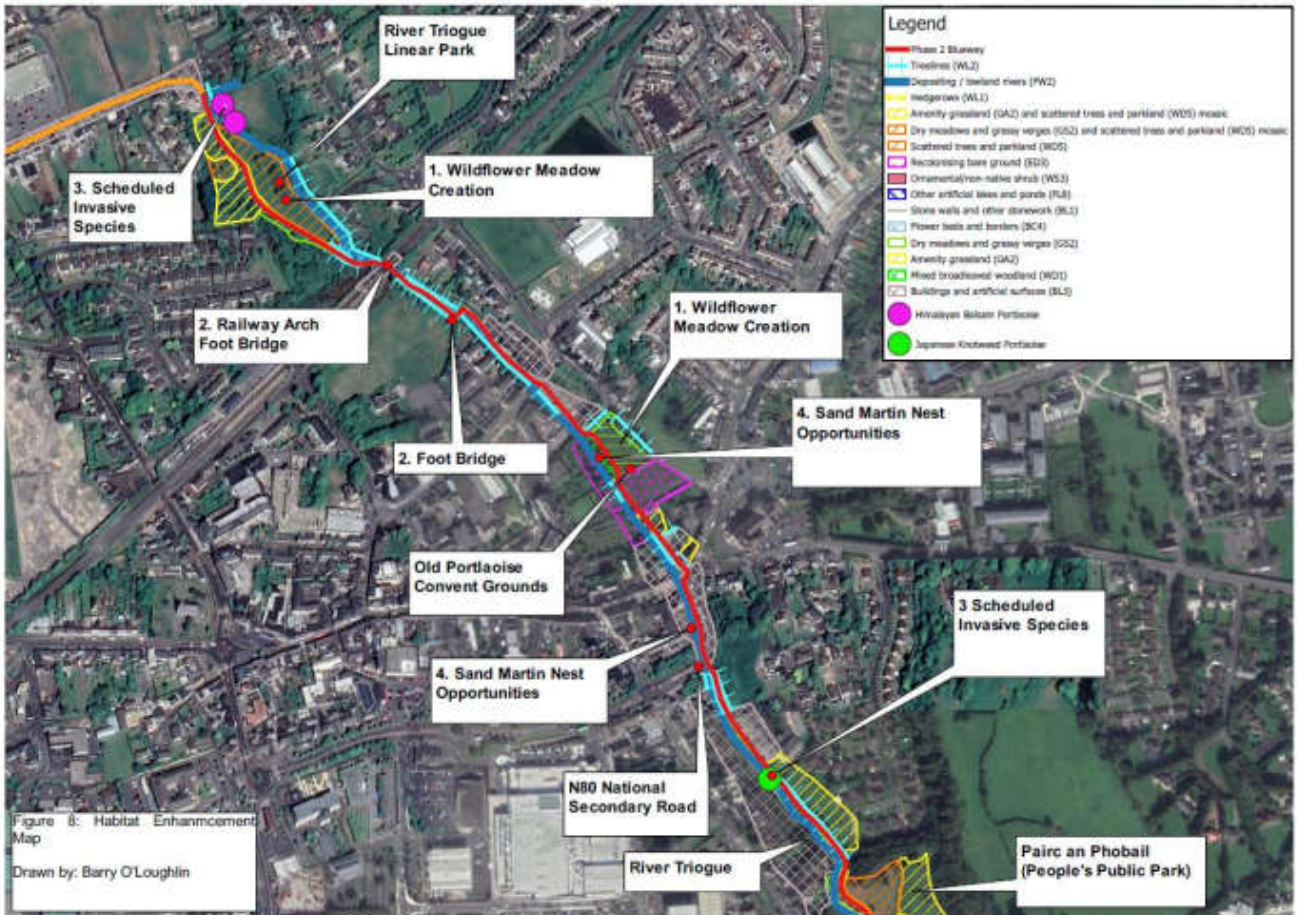 River Triogue
Linear Park
3. Scheduled
Invasive
Species
1. Wildflower Meadow
Creation
2. Railway Arch
Foot Bridge
1. Wildflower
Meadow Creation
2. Foot Bridge
4. Sand Martin Nest
Opportunities
Old Portlaoise
Convent Grounds
4. Sand Martin Nest
Opportunities
3 Scheduled
Invasive Species
N80 National
Secondary Road
River Triogue
Pairc an Phobail
(People's Public Park)
Figure 8: Habitat Enhanmcement
Map
Drawn by: Barry O'Loughlin
Legend
Phase 2 Blueway
Treelines (WL2)
Depositing / lowland rivers (FW2)
Hedgerows (WL1)
Amenity grassland (GA2) and scattered trees and parkland (WD5) mosaic
Dry meadows and grassy verges (GS2) and scattered trees and parkland (WD5) mosaic
Scattered trees and parkland (WD5)
Recolonising bare ground (ED3)
Ornamental/non-native shrub (WS3)
Other artificial lakes and ponds (FL8)
Stone walls and other stonework (BL1)
Flower beds and borders (BC4)
Dry meadows and grassy verges (GS2)
Amenity grassland (GA2)
Mixed broadleaved woodland (WD1)
Buildings and artificial surfaces (BL3)
Himalayan Balsam Portlaoise
Japanese Knotweed Portlaoise